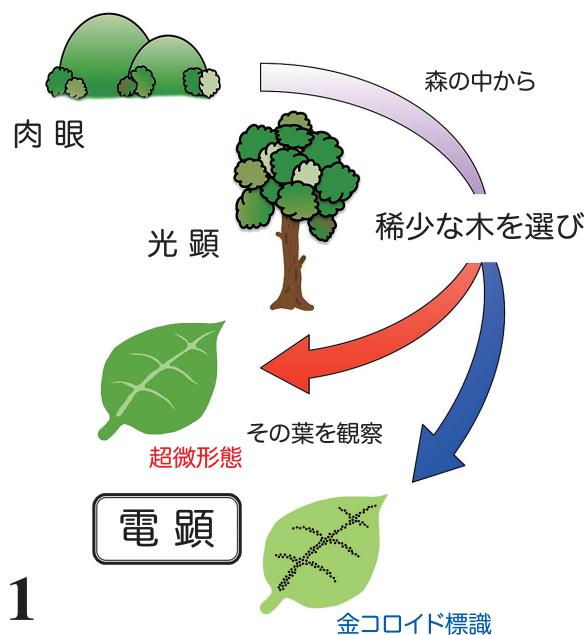 肉眼
森の中から
光顕
稀少な木を選び
その葉を観察
超微形態
電顕
1
金コロイド標識